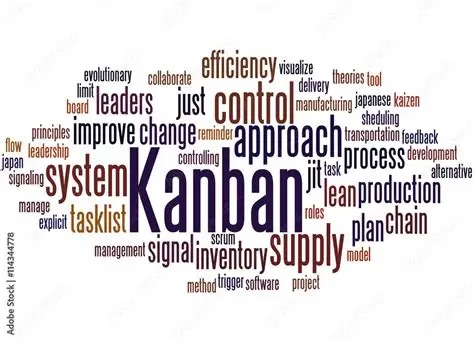 efficiency visualize
evolutionary collaborate delivery theories tool
limit leaders just control manufacturing japanese kaizen
board sheduling
principles improve change reminder approach transportation feedback
flow leadership controlling process development
japan jit task alternative
signaling system Kanban lean production
manage roles
explicit tasklist plan chain
scrum
management signal inventory supply model
method trigger software project
Adobe Stock | #114344778
Adobe Stock